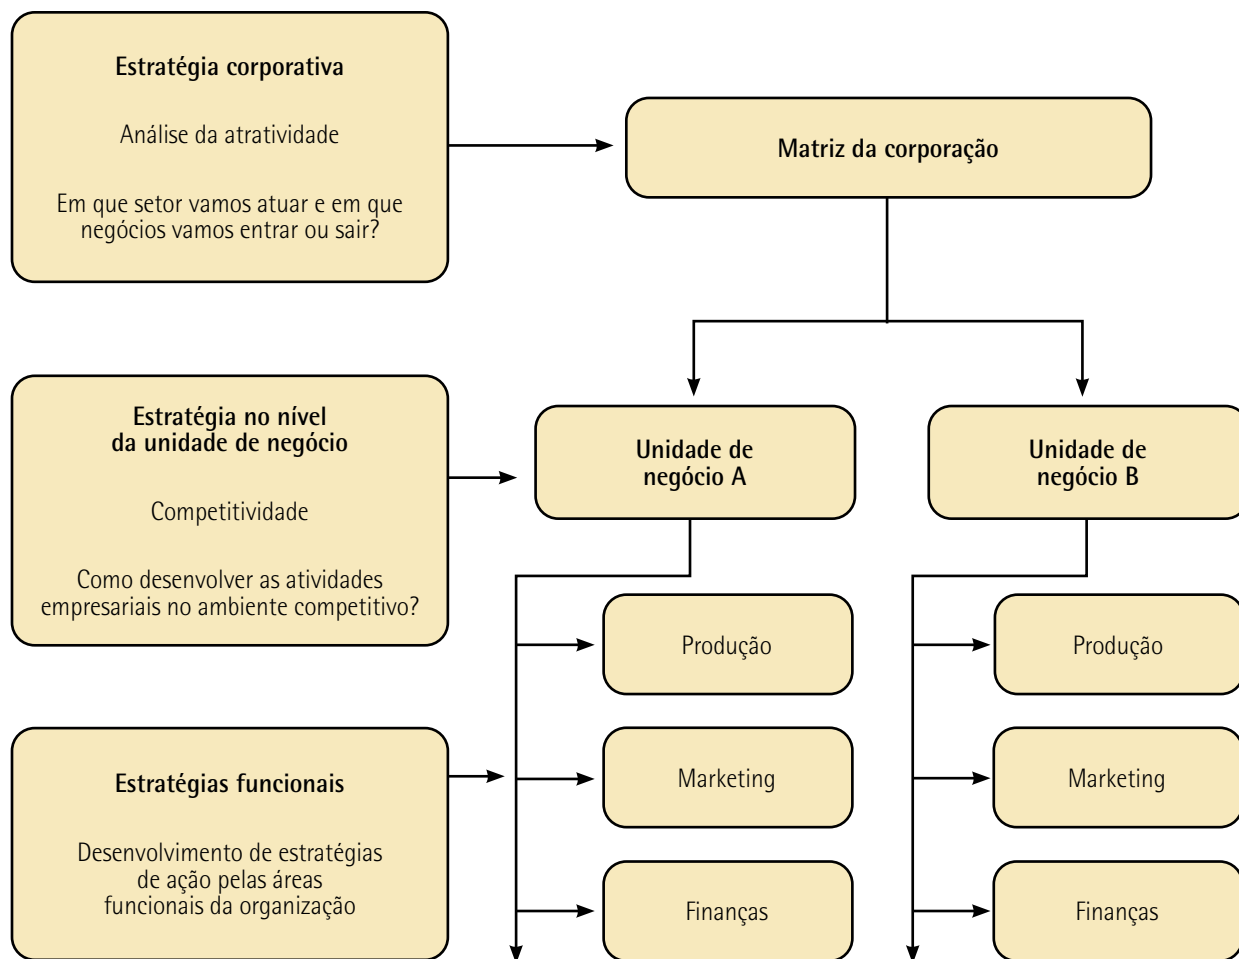 Estratégia corporativa
Análise da atratividade
Em que setor vamos atuar e em que
negócios vamos entrar ou sair?
Matriz da corporação
Estratégia no nível
da unidade de negócio
Competitividade
Como desenvolver as atividades
empresariais no ambiente competitivo?
Unidade de
negócio A
Unidade de
negócio B
Estratégias funcionais
Desenvolvimento de estratégias
de ação pelas áreas
funcionais da organização
Produção
Marketing
Finanças
Produção
Marketing
Finanças